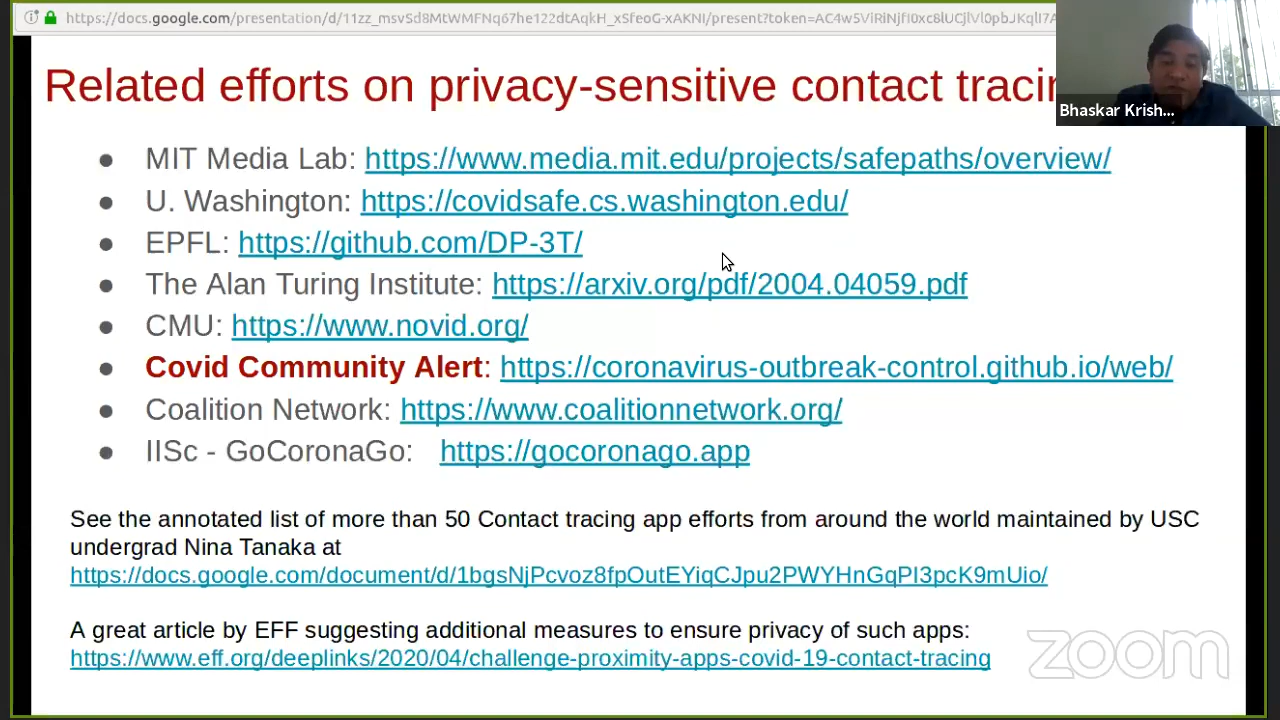 https://docs.google.com/presentation/d/11zz_msvSd8MtWMFNq67he122dtAqkH_xSfeoG-xAKNI/present?token=AC4w5ViRiNjfI0xc8lUCjlVl0pbJKqlI7A
Related efforts on privacy-sensitive contact tracin
Bhaskar Krish...
● MIT Media Lab: https://www.media.mit.edu/projects/safepaths/overview/
● U. Washington: https://covidsafe.cs.washington.edu/
● EPFL: https://github.com/DP-3T/
● The Alan Turing Institute: https://arxiv.org/pdf/2004.04059.pdf
● CMU: https://www.novid.org/
● Covid Community Alert: https://coronavirus-outbreak-control.github.io/web/
● Coalition Network: https://www.coalitionnetwork.org/
● IISc - GoCoronaGo: https://gocoronago.app
See the annotated list of more than 50 Contact tracing app efforts from around the world maintained by USC
undergrad Nina Tanaka at
https://docs.google.com/document/d/1bgsNjPcvoz8fpOutEYiqCJpu2PWYHnGqPI3pcK9mUio/
A great article by EFF suggesting additional measures to ensure privacy of such apps:
https://www.eff.org/deeplinks/2020/04/challenge-proximity-apps-covid-19-contact-tracing
zoom